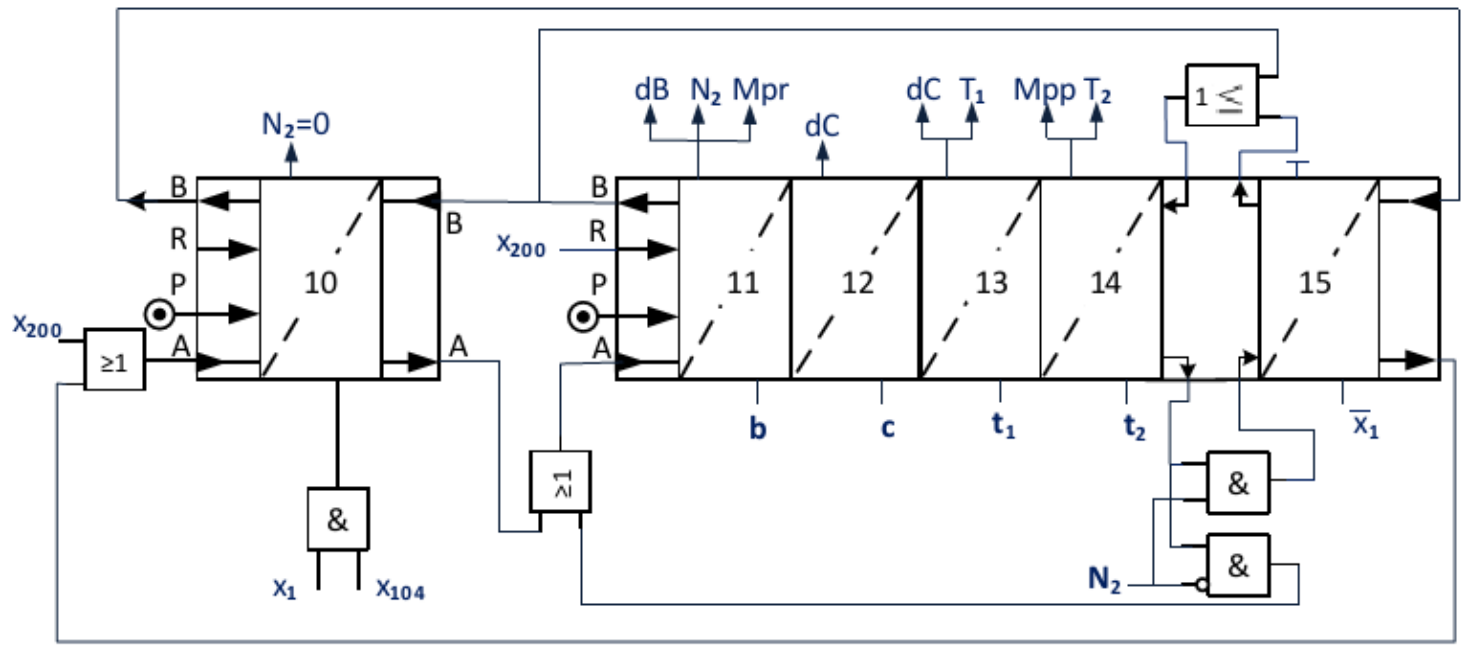 dB N₂ Mpr
dC T₁
Mpp T₂
1 ≥
N₂=0
dC
B
B
B
R
x₂₀₀
R
P
10
P
11
12
13
14
15
x₂₀₀
≥1
A
A
A
b
c
t₁
t₂
x̅₁
≥1
&
&
&
x₁
x₁₀₄
N₂